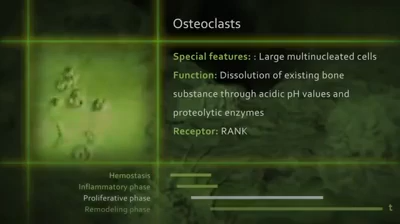 Osteoclasts
Special features: : Large multinucleated cells
Function: Dissolution of existing bone
substance through acidic pH values and
proteolytic enzymes
Receptor: RANK
Hemostasis
Inflammatory phase
Proliferative phase
Remodeling phase
t